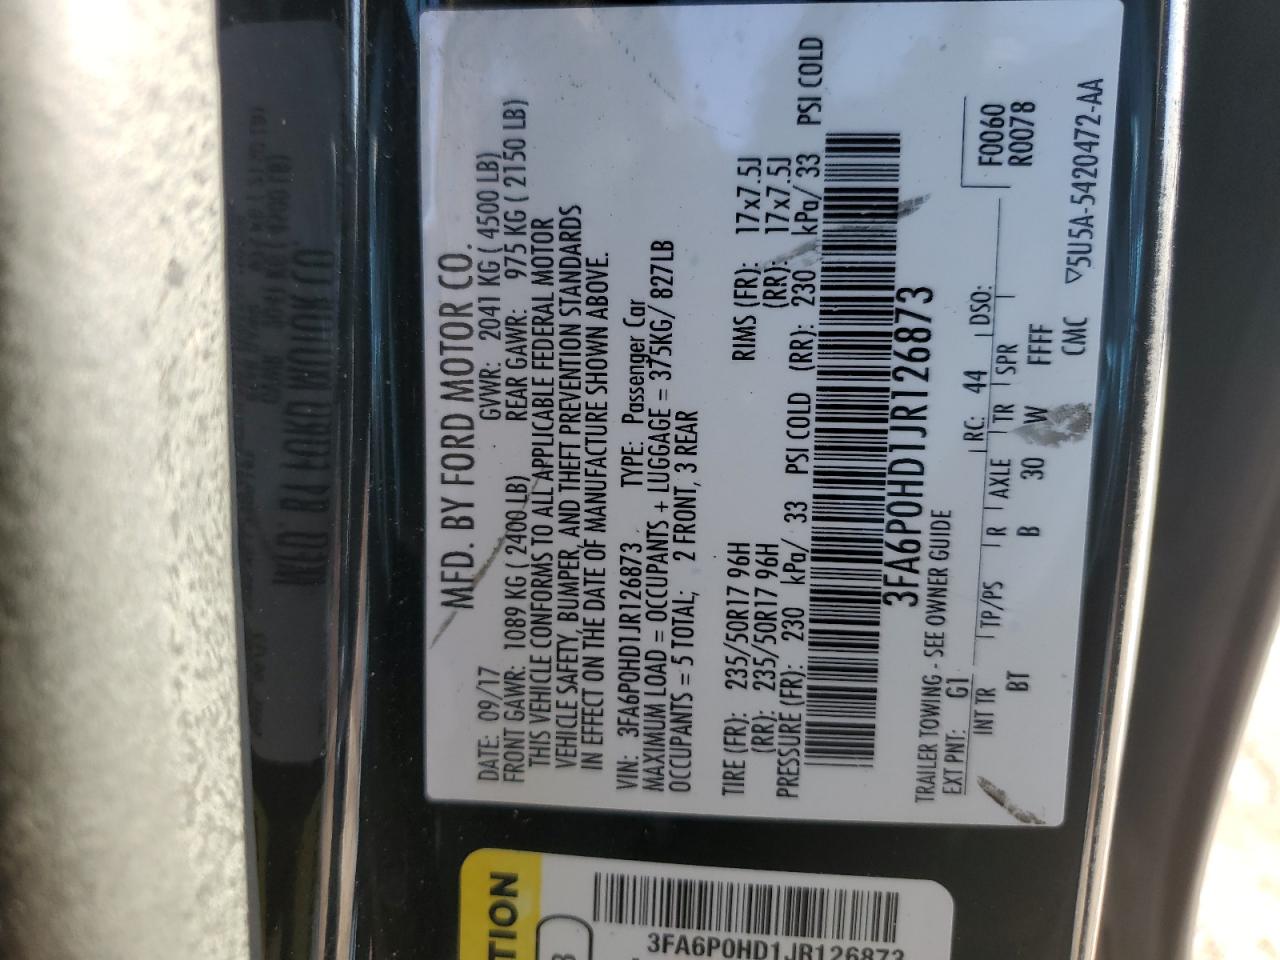 MFD. BY FORD MOTOR CO.
DATE: 09/17 GVWR: 2041 KG ( 4500 LB)
FRONT GAWR: 1089 KG ( 2400 LB) REAR GAWR: 975 KG ( 2150 LB)
THIS VEHICLE CONFORMS TO ALL APPLICABLE FEDERAL MOTOR
VEHICLE SAFETY, BUMPER, AND THEFT PREVENTION STANDARDS
IN EFFECT ON THE DATE OF MANUFACTURE SHOWN ABOVE.
VIN: 3FA6P0HD1JR126873 TYPE: Passenger Car
MAXIMUM LOAD = OCCUPANTS + LUGGAGE = 375KG/ 827LB
OCCUPANTS = 5 TOTAL; 2 FRONT, 3 REAR
TIRE (FR): 235/50R17 96H RIMS (FR): 17x7.5J
(RR): 235/50R17 96H (RR): 17x7.5J
PRESSURE (FR): 230 kPa/ 33 PSI COLD (RR): 230 kPa/ 33 PSI COLD
3FA6P0HD1JR126873
TRAILER TOWING - SEE OWNER GUIDE
EXT PNT: G1 RC: 44 DSO: F0060
R0078
INT TR TP/PS R AXLE TR SPR
BT B 30 W FFFF
CMC ▽5U5A-5420472-AA
TION
3FA6P0HD1JR126873